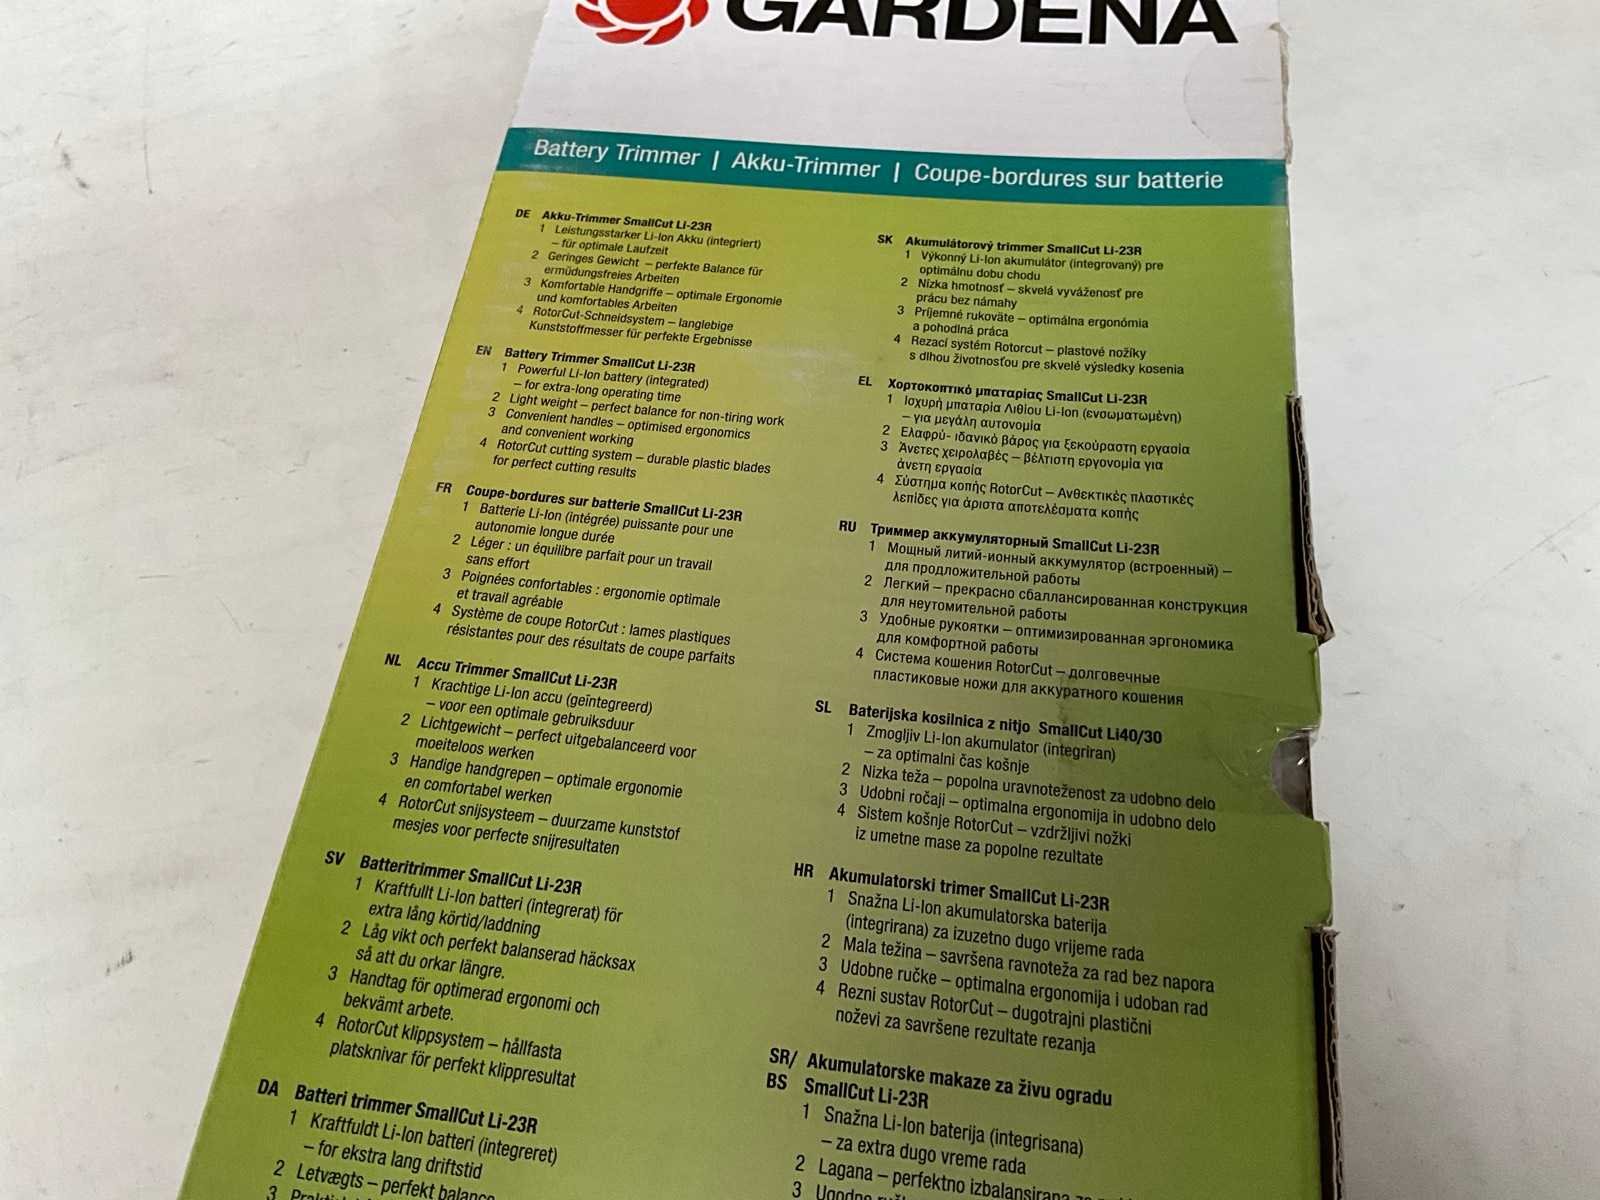 GARDENA
Battery Trimmer | Akku-Trimmer | Coupe-bordures sur batterie
DE Akku-Trimmer SmallCut Li-23R
1 Leistungsstarker Li-Ion Akku (integriert)
– für optimale Laufzeit
2 Geringes Gewicht – perfekte Balance für
ermüdungsfreies Arbeiten
3 Komfortable Handgriffe – optimale Ergonomie
und komfortables Arbeiten
4 RotorCut-Schneidsystem – langlebige
Kunststoffmesser für perfekte Ergebnisse
EN Battery Trimmer SmallCut Li-23R
1 Powerful Li-Ion battery (integrated)
– for extra-long operating time
2 Light weight – perfect balance for non-tiring work
3 Convenient handles – optimised ergonomics
and convenient working
4 RotorCut cutting system – durable plastic blades
for perfect cutting results
FR Coupe-bordures sur batterie SmallCut Li-23R
1 Batterie Li-Ion (intégrée) puissante pour une
autonomie longue durée
2 Léger : un équilibre parfait pour un travail
sans effort
3 Poignées confortables : ergonomie optimale
et travail agréable
4 Système de coupe RotorCut : lames plastiques
résistantes pour des résultats de coupe parfaits
NL Accu Trimmer SmallCut Li-23R
1 Krachtige Li-Ion accu (geïntegreerd)
– voor een optimale gebruiksduur
2 Lichtgewicht – perfect uitgebalanceerd voor
moeiteloos werken
3 Handige handgrepen – optimale ergonomie
en comfortabel werken
4 RotorCut snijsysteem – duurzame kunststof
mesjes voor perfecte snijresultaten
SV Batteritrimmer SmallCut Li-23R
1 Kraftfullt Li-Ion batteri (integrerat) för
extra lång körtid/laddning
2 Låg vikt och perfekt balanserad häcksax
så att du orkar längre.
3 Handtag för optimerad ergonomi och
bekvämt arbete.
4 RotorCut klippsystem – hållfasta
platsknivar för perfekt klippresultat
DA Batteri trimmer SmallCut Li-23R
1 Kraftfuldt Li-Ion batteri (integreret)
– for ekstra lang driftstid
2 Letvægts – perfekt balance
3
SK Akumulátorový trimmer SmallCut Li-23R
1 Výkonný Li-Ion akumulátor (integrovaný) pre
optimálnu dobu chodu
2 Nízka hmotnosť – skvelá vyváženosť pre
prácu bez námahy
3 Príjemné rukoväte – optimálna ergonómia
a pohodlná práca
4 Rezací systém Rotorcut – plastové nožíky
s dlhou životnosťou pre skvelé výsledky kosenia
EL Χορτοκοπτικό μπαταρίας SmallCut Li-23R
1 Ισχυρή μπαταρία Λιθίου Li-Ion (ενσωματωμένη)
– για μεγάλη αυτονομία
2 Ελαφρύ- ιδανικό βάρος για ξεκούραστη εργασία
3 Άνετες χειρολαβές – βέλτιστη εργονομία για
άνετη εργασία
4 Σύστημα κοπής RotorCut – Ανθεκτικές πλαστικές
λεπίδες για άριστα αποτελέσματα κοπής
RU Триммер аккумуляторный SmallCut Li-23R
1 Мощный литий-ионный аккумулятор (встроенный) –
для продолжительной работы
2 Легкий – прекрасно сбаллансированная конструкция
для неутомительной работы
3 Удобные рукоятки – оптимизированная эргономика
для комфортной работы
4 Система кошения RotorCut – долговечные
пластиковые ножи для аккуратного кошения
SL Baterijska kosilnica z nitjo SmallCut Li40/30
1 Zmogljiv Li-Ion akumulator (integriran)
– za optimalni čas košnje
2 Nizka teža – popolna uravnoteženost za udobno delo
3 Udobni ročaji – optimalna ergonomija in udobno delo
4 Sistem košnje RotorCut – vzdržljivi nožki
iz umetne mase za popolne rezultate
HR Akumulatorski trimer SmallCut Li-23R
1 Snažna Li-Ion akumulatorska baterija
(integrirana) za izuzetno dugo vrijeme rada
2 Mala težina – savršena ravnoteža za rad bez napora
3 Udobne ručke – optimalna ergonomija i udoban rad
4 Rezni sustav RotorCut – dugotrajni plastični
noževi za savršene rezultate rezanja
SR/ Akumulatorske makaze za živu ogradu
BS SmallCut Li-23R
1 Snažna Li-Ion baterija (integrisana)
– za extra dugo vreme rada
2 Lagana – perfektno izbalansirana
3